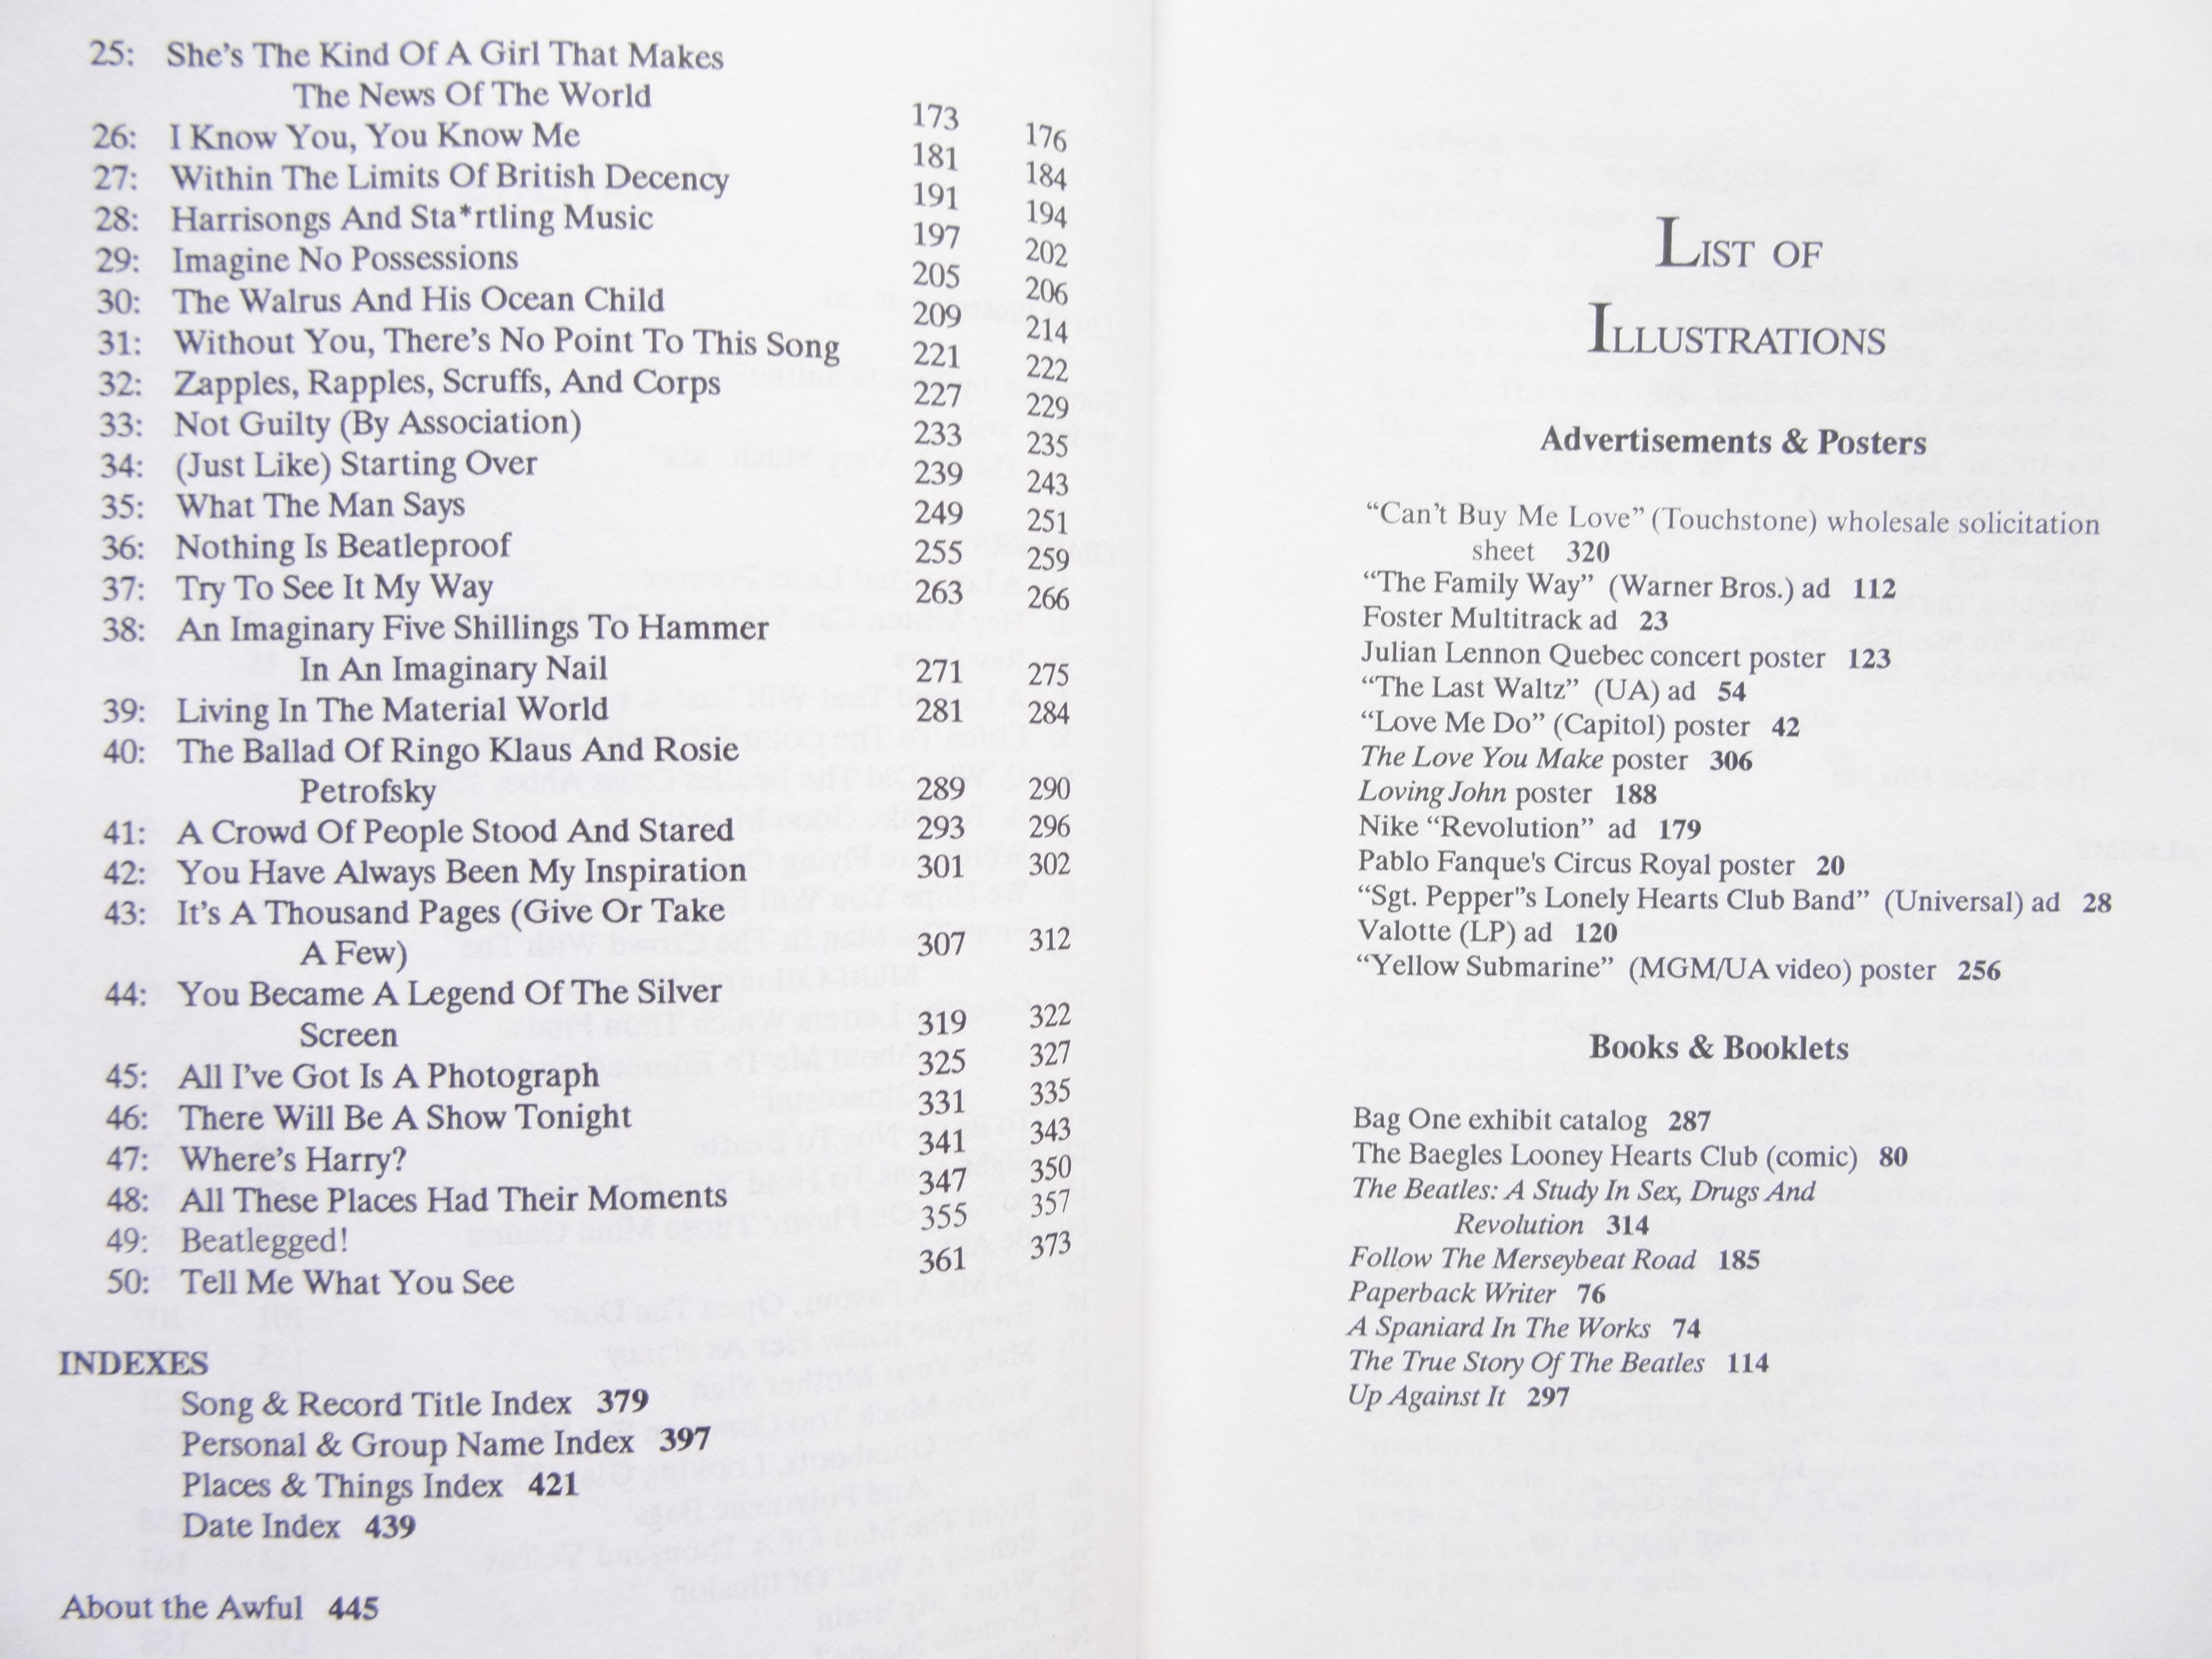 25: She's The Kind Of A Girl That Makes
The News Of The World 173 176
26: I Know You, You Know Me 181 184
27: Within The Limits Of British Decency 191 194
28: Harrisongs And Sta*rtling Music 197 202
29: Imagine No Possessions 205 206
30: The Walrus And His Ocean Child 209 214
31: Without You, There's No Point To This Song 221 222
32: Zapples, Rapples, Scruffs, And Corps 227 229
33: Not Guilty (By Association) 233 235
34: (Just Like) Starting Over 239 243
35: What The Man Says 249 251
36: Nothing Is Beatleproof 255 259
37: Try To See It My Way 263 266
38: An Imaginary Five Shillings To Hammer
In An Imaginary Nail 271 275
39: Living In The Material World 281 284
40: The Ballad Of Ringo Klaus And Rosie
Petrofsky 289 290
41: A Crowd Of People Stood And Stared 293 296
42: You Have Always Been My Inspiration 301 302
43: It's A Thousand Pages (Give Or Take
A Few) 307 312
44: You Became A Legend Of The Silver
Screen 319 322
45: All I've Got Is A Photograph 325 327
46: There Will Be A Show Tonight 331 335
47: Where's Harry? 341 343
48: All These Places Had Their Moments 347 350
49: Beatlegged! 355 357
50: Tell Me What You See 361 373
INDEXES
Song & Record Title Index 379
Personal & Group Name Index 397
Places & Things Index 421
Date Index 439
About the Awful 445
LIST OF
ILLUSTRATIONS
Advertisements & Posters
“Can't Buy Me Love” (Touchstone) wholesale solicitation
sheet 320
“The Family Way” (Warner Bros.) ad 112
Foster Multitrack ad 23
Julian Lennon Quebec concert poster 123
“The Last Waltz” (UA) ad 54
“Love Me Do” (Capitol) poster 42
The Love You Make poster 306
Loving John poster 188
Nike “Revolution” ad 179
Pablo Fanque's Circus Royal poster 20
“Sgt. Pepper"s Lonely Hearts Club Band” (Universal) ad 28
Valotte (LP) ad 120
“Yellow Submarine” (MGM/UA video) poster 256
Books & Booklets
Bag One exhibit catalog 287
The Baegles Looney Hearts Club (comic) 80
The Beatles: A Study In Sex, Drugs And
Revolution 314
Follow The Merseybeat Road 185
Paperback Writer 76
A Spaniard In The Works 74
The True Story Of The Beatles 114
Up Against It 297